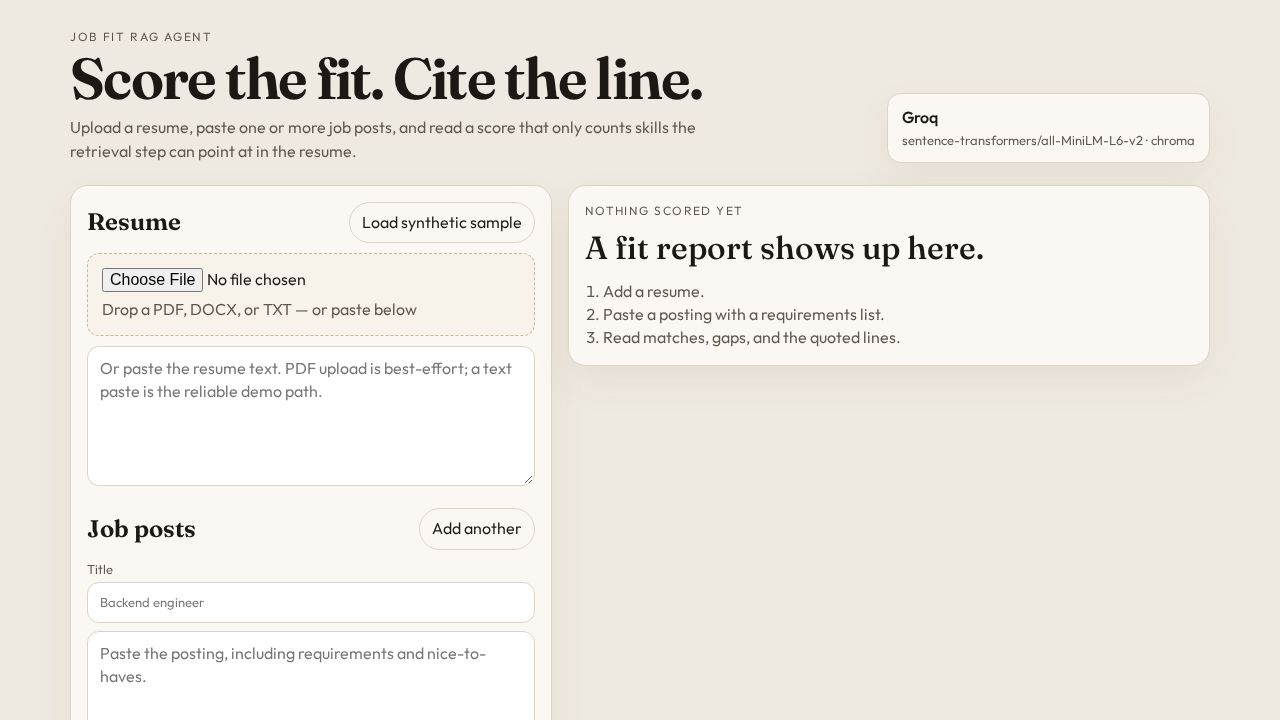 JOB FIT RAG AGENT
Score the fit. Cite the line.
Upload a resume, paste one or more job posts, and read a score that only counts skills the
retrieval step can point at in the resume.
Groq
sentence-transformers/all-MiniLM-L6-v2 · chroma
Resume
Load synthetic sample
Choose File No file chosen
Drop a PDF, DOCX, or TXT — or paste below
Or paste the resume text. PDF upload is best-effort; a text
paste is the reliable demo path.
Job posts
Add another
Title
Backend engineer
Paste the posting, including requirements and nice-to-
haves.
NOTHING SCORED YET
A fit report shows up here.
1. Add a resume.
2. Paste a posting with a requirements list.
3. Read matches, gaps, and the quoted lines.